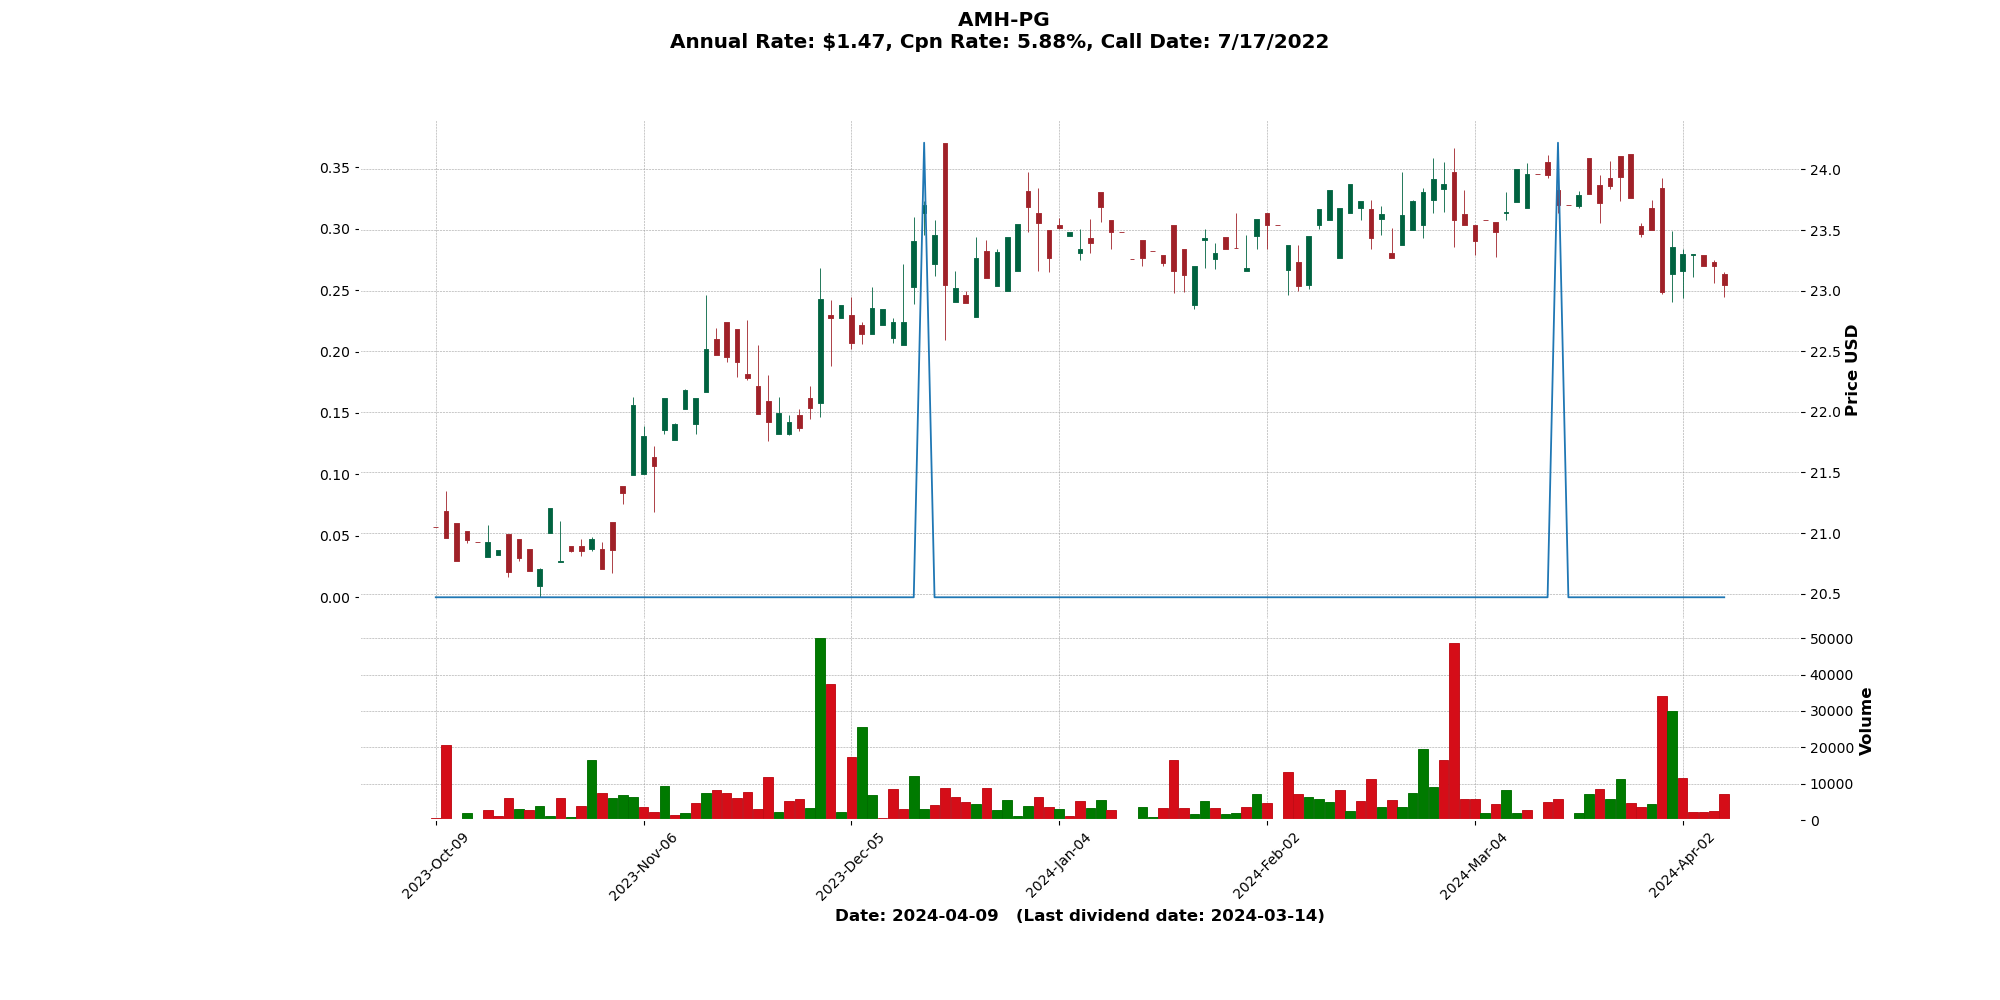 AMH-PG
Annual Rate: $1.47, Cpn Rate: 5.88%, Call Date: 7/17/2022
0.35
0.30
0.25
0.20
0.15
0.10
0.05
0.00
24.0
23.5
23.0
22.5
22.0
21.5
21.0
20.5
Price USD
50000
40000
30000
20000
10000
0
Volume
2023-Oct-09
2023-Nov-06
2023-Dec-05
2024-Jan-04
2024-Feb-02
2024-Mar-04
2024-Apr-02
Date: 2024-04-09   (Last dividend date: 2024-03-14)